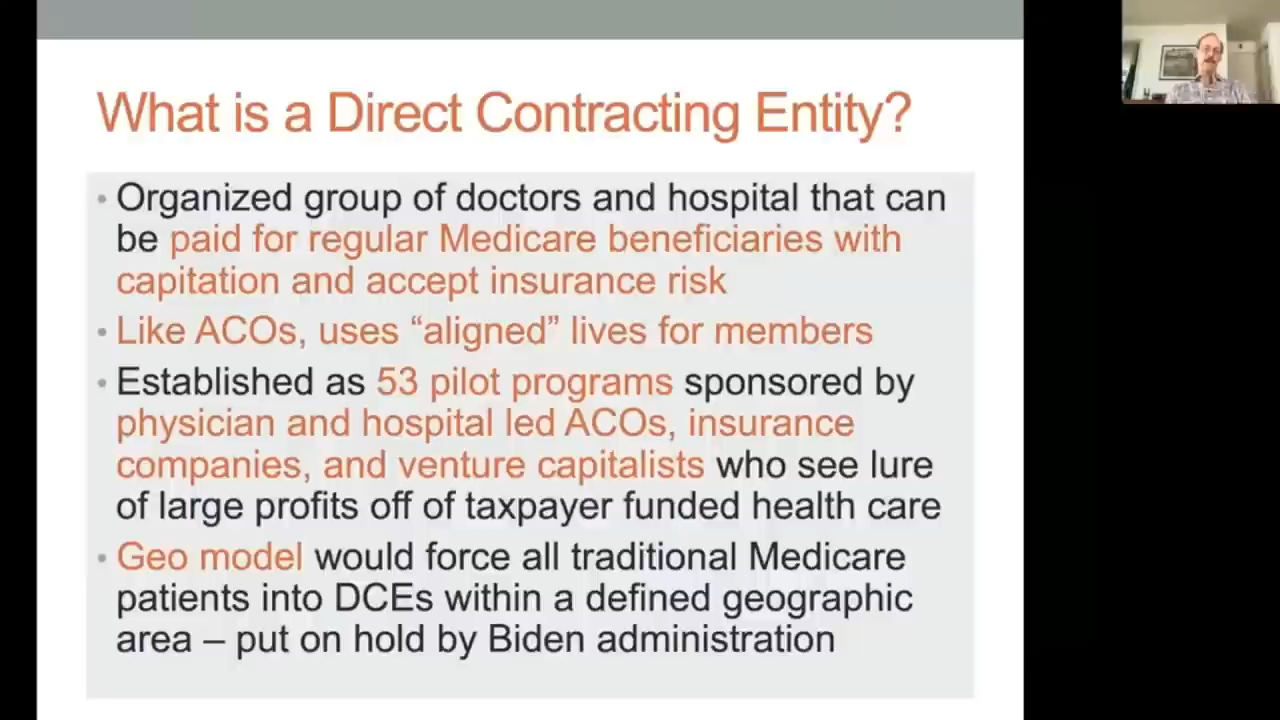 What is a Direct Contracting Entity?
• Organized group of doctors and hospital that can
be paid for regular Medicare beneficiaries with
capitation and accept insurance risk
• Like ACOs, uses “aligned” lives for members
• Established as 53 pilot programs sponsored by
physician and hospital led ACOs, insurance
companies, and venture capitalists who see lure
of large profits off of taxpayer funded health care
• Geo model would force all traditional Medicare
patients into DCEs within a defined geographic
area – put on hold by Biden administration